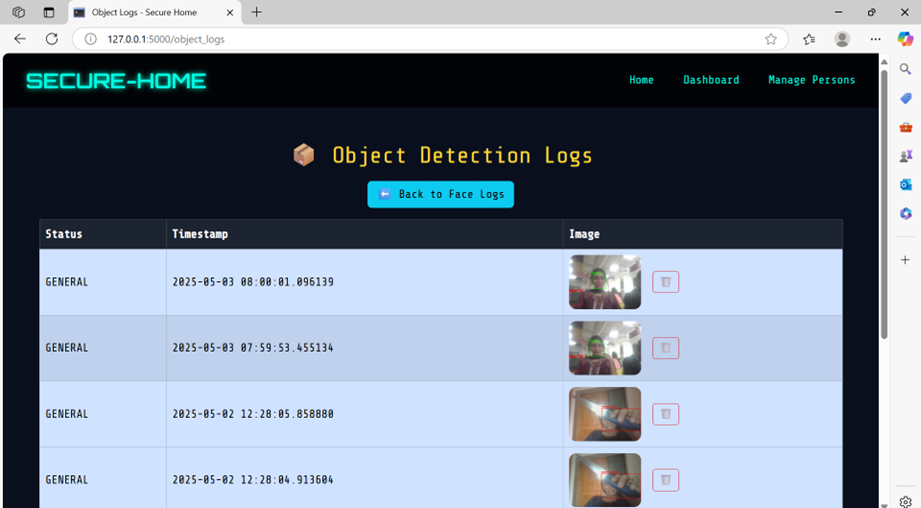 Object Logs - Secure Home
127.0.0.1:5000/object_logs
SECURE-HOME
Home Dashboard Manage Persons
Object Detection Logs
Back to Face Logs
Status Timestamp Image
GENERAL 2025-05-03 08:00:01.096139
GENERAL 2025-05-03 07:59:53.455134
GENERAL 2025-05-02 12:28:05.858880
GENERAL 2025-05-02 12:28:04.913604